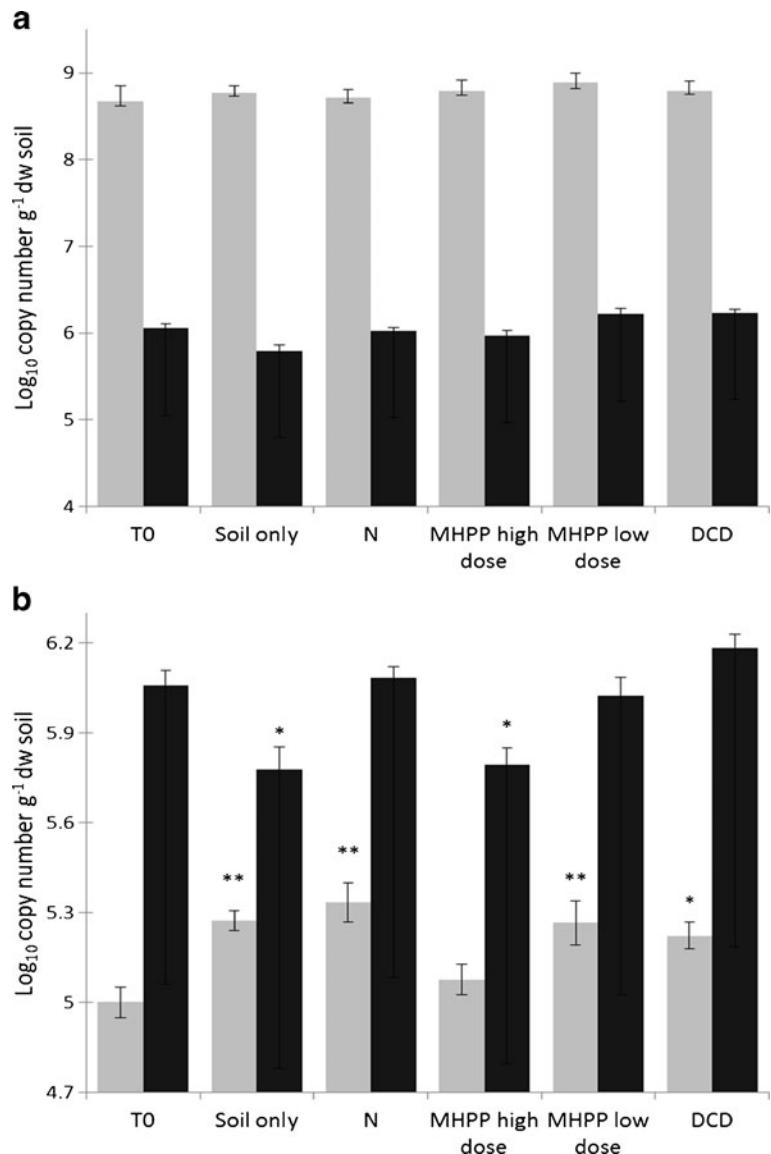 a
Log₁₀ copy number g⁻¹ dw soil
9
8
7
6
5
4
T0 Soil only N MHPP high dose MHPP low dose DCD
b
Log₁₀ copy number g⁻¹ dw soil
6.2
5.9
5.6
5.3
5
4.7
** * ** * ** *
T0 Soil only N MHPP high dose MHPP low dose DCD